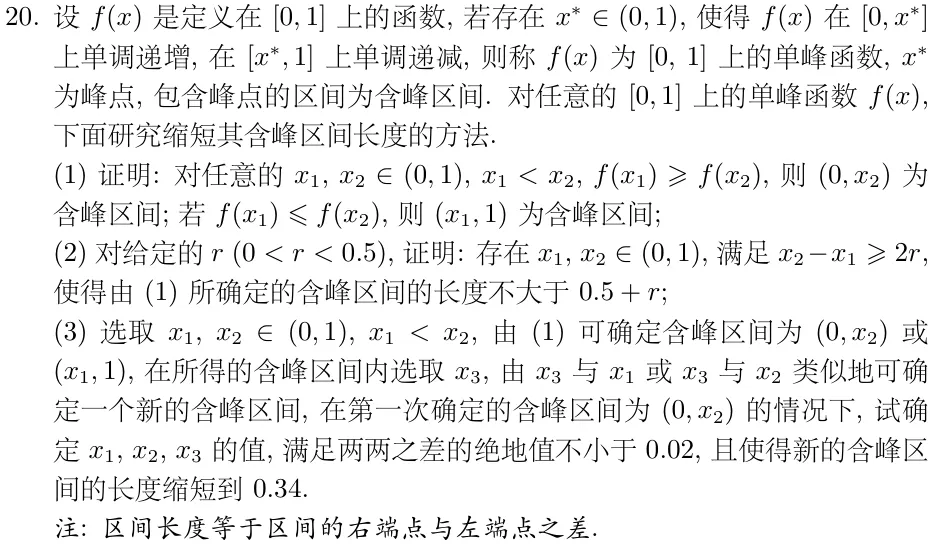 20. 设 f(x) 是定义在 [0,1] 上的函数, 若存在 x* ∈ (0,1), 使得 f(x) 在 [0,x*]
上单调递增, 在 [x*,1] 上单调递减, 则称 f(x) 为 [0, 1] 上的单峰函数, x*
为峰点, 包含峰点的区间为含峰区间. 对任意的 [0,1] 上的单峰函数 f(x),
下面研究缩短其含峰区间长度的方法.
(1) 证明: 对任意的 x₁, x₂ ∈ (0,1), x₁ < x₂, f(x₁) ⩾ f(x₂), 则 (0,x₂) 为
含峰区间; 若 f(x₁) ⩽ f(x₂), 则 (x₁,1) 为含峰区间;
(2) 对给定的 r (0 < r < 0.5), 证明: 存在 x₁, x₂ ∈ (0,1), 满足 x₂−x₁ ⩾ 2r,
使得由 (1) 所确定的含峰区间的长度不大于 0.5 + r;
(3) 选取 x₁, x₂ ∈ (0,1), x₁ < x₂, 由 (1) 可确定含峰区间为 (0,x₂) 或
(x₁,1), 在所得的含峰区间内选取 x₃, 由 x₃ 与 x₁ 或 x₃ 与 x₂ 类似地可确
定一个新的含峰区间, 在第一次确定的含峰区间为 (0,x₂) 的情况下, 试确
定 x₁, x₂, x₃ 的值, 满足两两之差的绝地值不小于 0.02, 且使得新的含峰区
间的长度缩短到 0.34.
注: 区间长度等于区间的右端点与左端点之差.